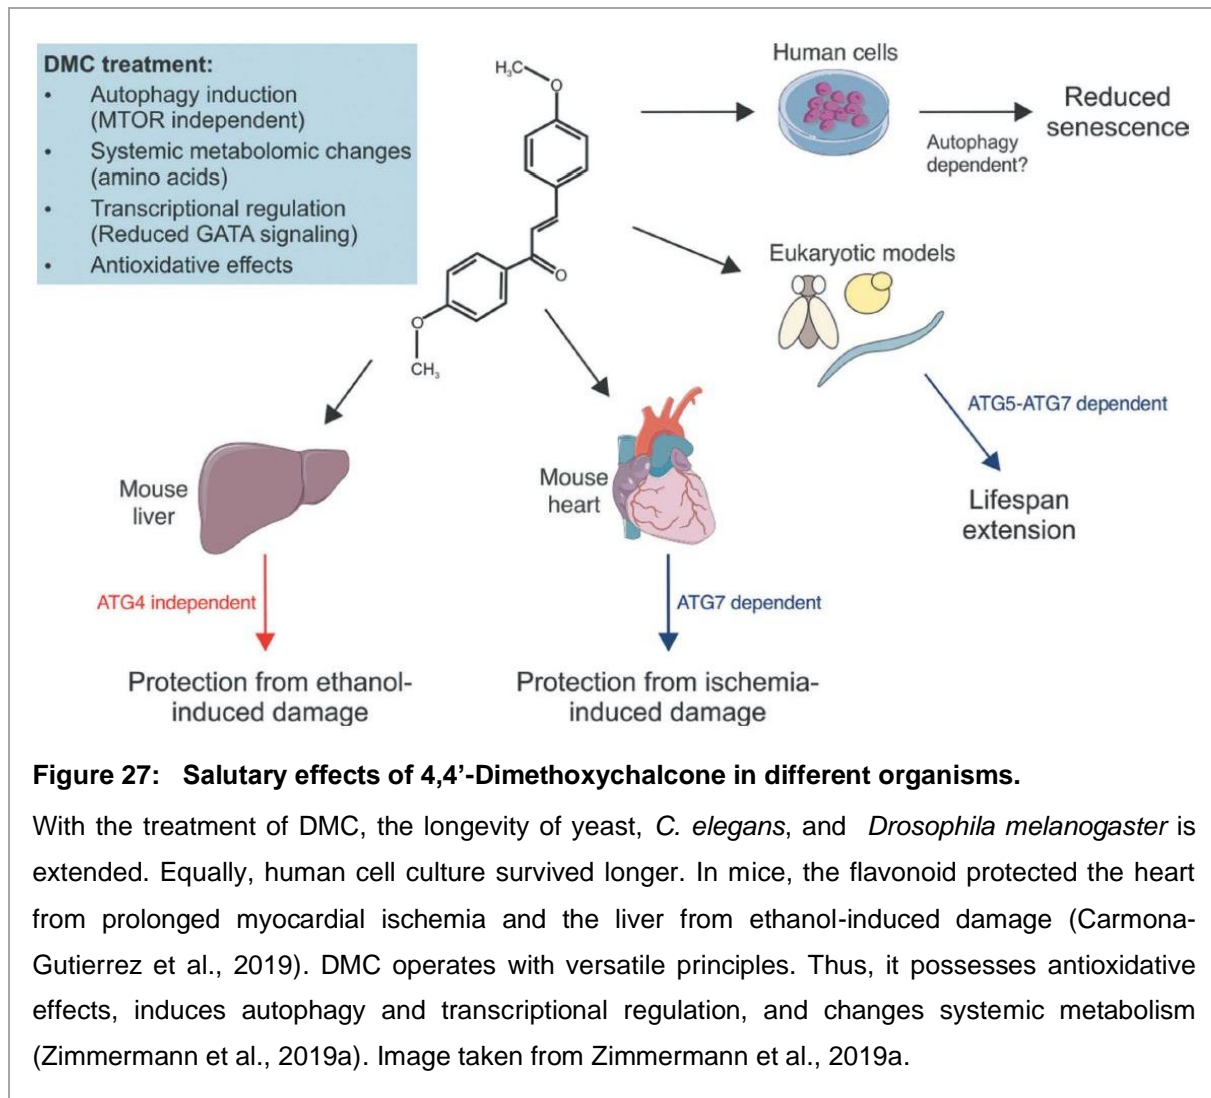 DMC treatment:
• Autophagy induction
(MTOR independent)
• Systemic metabolomic changes
(amino acids)
• Transcriptional regulation
(Reduced GATA signaling)
• Antioxidative effects
H₃C
O
O
O
CH₃
Human cells
Autophagy
dependent?
Reduced
senescence
Eukaryotic models
ATG5-ATG7 dependent
Lifespan
extension
Mouse
liver
ATG4 independent
Protection from ethanol-
induced damage
Mouse
heart
ATG7 dependent
Protection from ischemia-
induced damage
Figure 27: Salutary effects of 4,4’-Dimethoxychalcone in different organisms.
With the treatment of DMC, the longevity of yeast, C. elegans, and Drosophila melanogaster is
extended. Equally, human cell culture survived longer. In mice, the flavonoid protected the heart
from prolonged myocardial ischemia and the liver from ethanol-induced damage (Carmona-
Gutierrez et al., 2019). DMC operates with versatile principles. Thus, it possesses antioxidative
effects, induces autophagy and transcriptional regulation, and changes systemic metabolism
(Zimmermann et al., 2019a). Image taken from Zimmermann et al., 2019a.